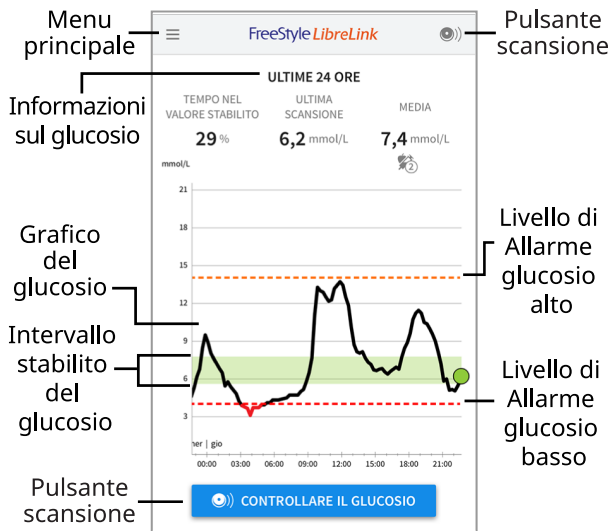 Menu
principale
FreeStyle LibreLink
Pulsante
scansione
ULTIME 24 ORE
Informazioni
sul glucosio
TEMPO NEL
VALORE STABILITO
29 %
ULTIMA
SCANSIONE
6,2 mmol/L
MEDIA
7,4 mmol/L
2
mmol/L
21
18
15
12
9
6
3
Grafico
del
glucosio
Intervallo
stabilito
del
glucosio
Livello di
Allarme
glucosio
alto
Livello di
Allarme
glucosio
basso
mer | gio
00:00 03:00 06:00 09:00 12:00 15:00 18:00 21:00
Pulsante
scansione
CONTROLLARE IL GLUCOSIO